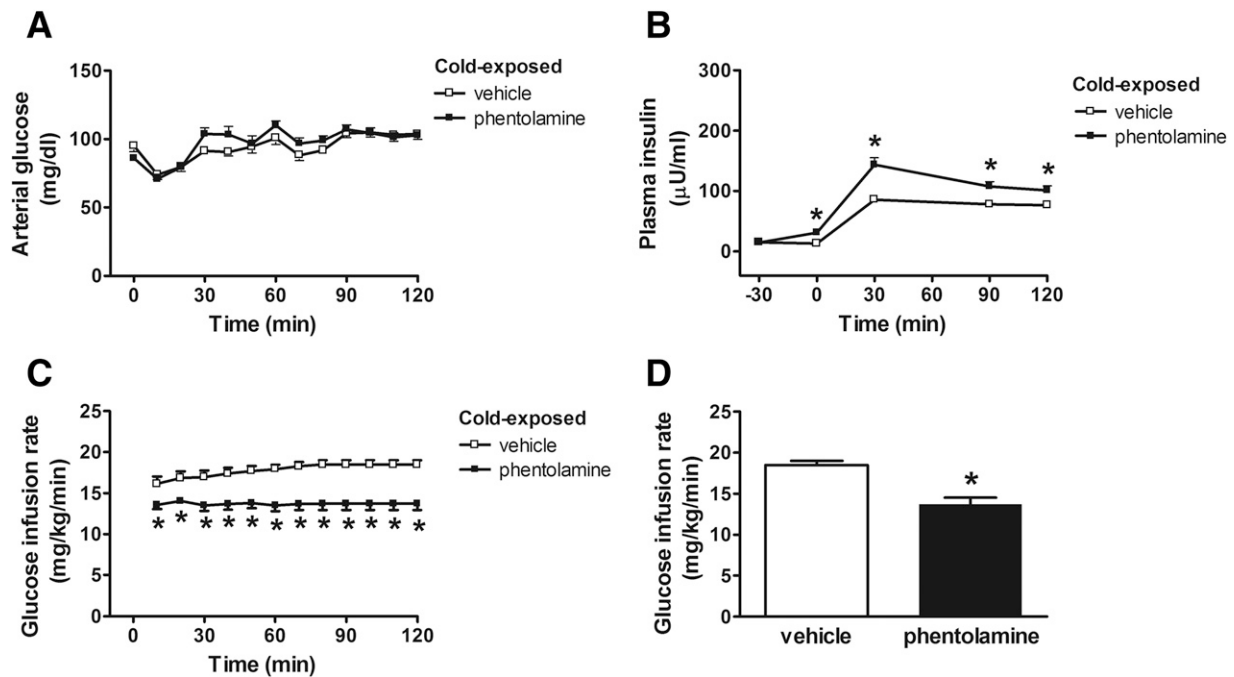 A
Arterial glucose
(mg/dl)
150
100
50
0
0 30 60 90 120
Time (min)
Cold-exposed
vehicle
phentolamine
B
Plasma insulin
(μU/ml)
300
200
100
0
-30 0 30 60 90 120
Time (min)
* * * *
Cold-exposed
vehicle
phentolamine
C
Glucose infusion rate
(mg/kg/min)
25
20
15
10
5
0
0 30 60 90 120
Time (min)
* * * * * * * * * * * *
Cold-exposed
vehicle
phentolamine
D
Glucose infusion rate
(mg/kg/min)
25
20
15
10
5
0
*
vehicle phentolamine